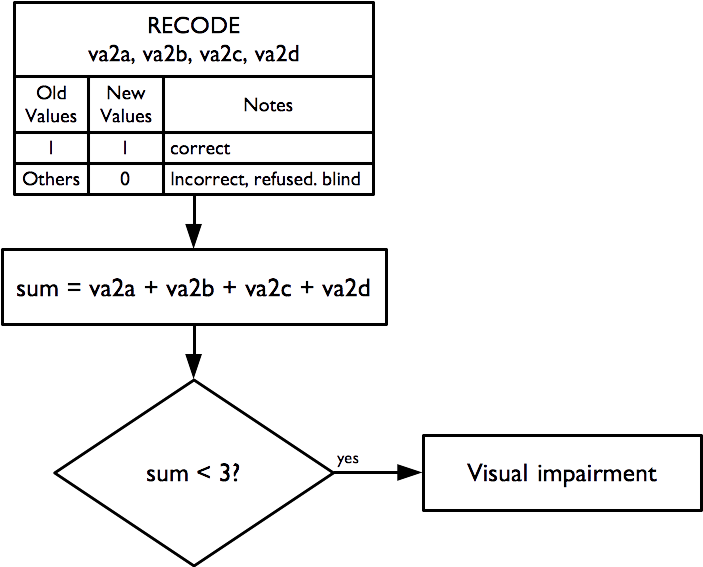 RECODE
va2a, va2b, va2c, va2d
Old Values
New Values
Notes
1
1
correct
Others
0
Incorrect, refused. blind
sum = va2a + va2b + va2c + va2d
sum < 3?
yes
Visual impairment